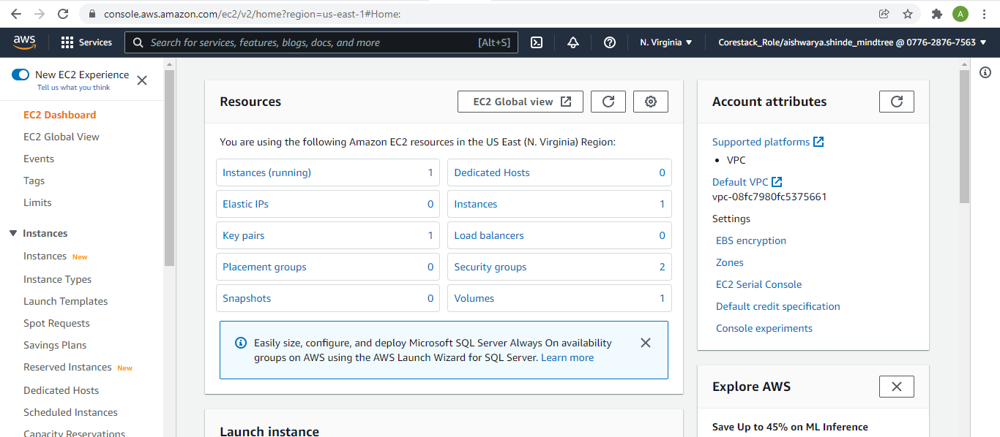 console.aws.amazon.com/ec2/v2/home?region=us-east-1#Home:
A
aws
Services
Search for services, features, blogs, docs, and more
[Alt+S]
N. Virginia ▼
Corestack_Role/aishwarya.shinde_mindtree @ 0776-2876-7563 ▼
New EC2 Experience
Tell us what you think
EC2 Dashboard
EC2 Global View
Events
Tags
Limits
Instances
Instances New
Instance Types
Launch Templates
Spot Requests
Savings Plans
Reserved Instances New
Dedicated Hosts
Scheduled Instances
Capacity Reservations
Resources
EC2 Global view
You are using the following Amazon EC2 resources in the US East (N. Virginia) Region:
Instances (running) 1
Dedicated Hosts 0
Elastic IPs 0
Instances 1
Key pairs 1
Load balancers 0
Placement groups 0
Security groups 2
Snapshots 0
Volumes 1
Easily size, configure, and deploy Microsoft SQL Server Always On availability
groups on AWS using the AWS Launch Wizard for SQL Server. Learn more
Launch instance
Account attributes
Supported platforms
• VPC
Default VPC
vpc-08fc7980fc5375661
Settings
EBS encryption
Zones
EC2 Serial Console
Default credit specification
Console experiments
Explore AWS
Save Up to 45% on ML Inference